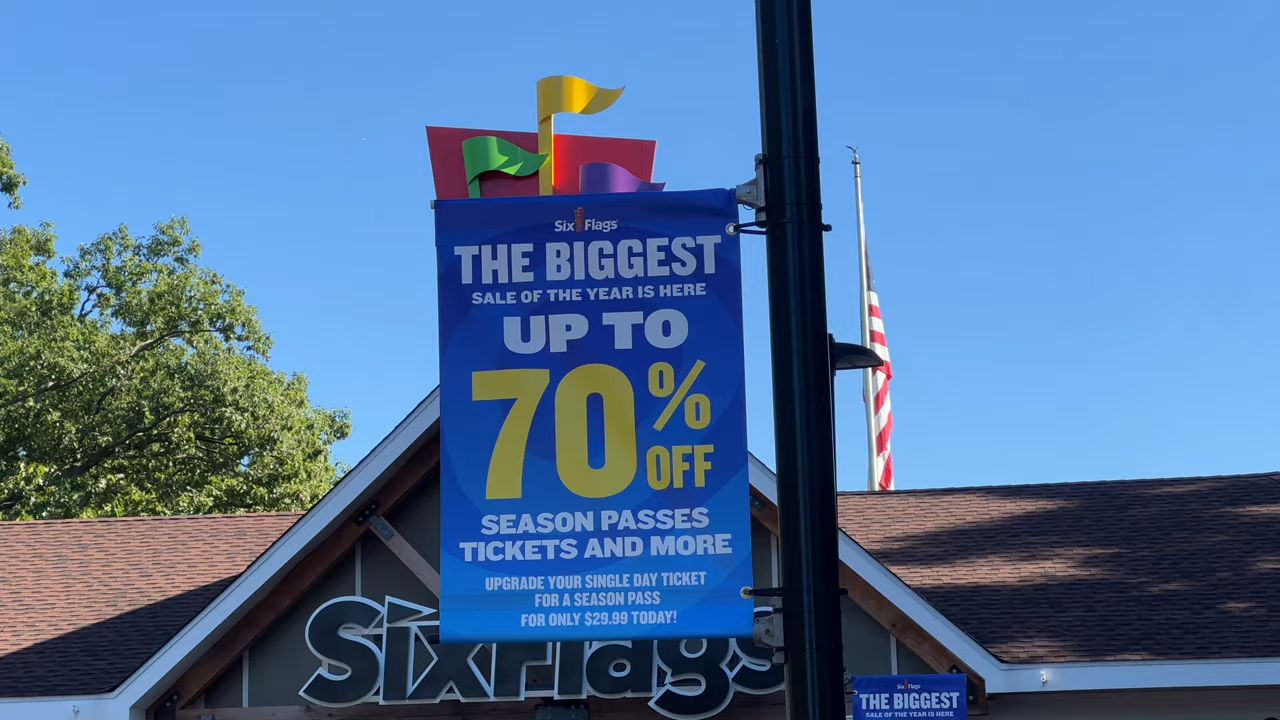 Six Flags
THE BIGGEST
SALE OF THE YEAR IS HERE
UP TO
70% OFF
SEASON PASSES
TICKETS AND MORE
UPGRADE YOUR SINGLE DAY TICKET
FOR A SEASON PASS
FOR ONLY $29.99 TODAY!
Six Flags
Six Flags
THE BIGGEST
SALE OF THE YEAR IS HERE